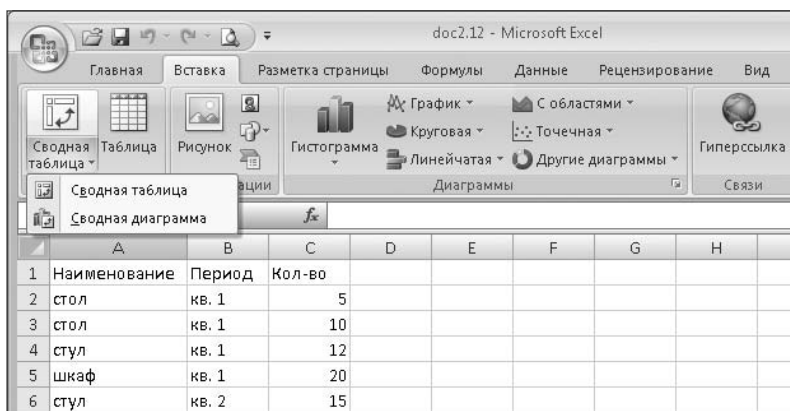 doc2.12 - Microsoft Excel
Главная Вставка Разметка страницы Формулы Данные Рецензирование Вид
Сводная таблица Таблица Рисунок Гистограмма График С областями Круговая Точечная Линейчатая Другие диаграммы Гиперссылка
ации Диаграммы Связи
Сводная таблица
Сводная диаграмма
fx
A B C D E F G H
1 Наименование Период Кол-во
2 стол кв. 1 5
3 стол кв. 1 10
4 стул кв. 1 12
5 шкаф кв. 1 20
6 стул кв. 2 15